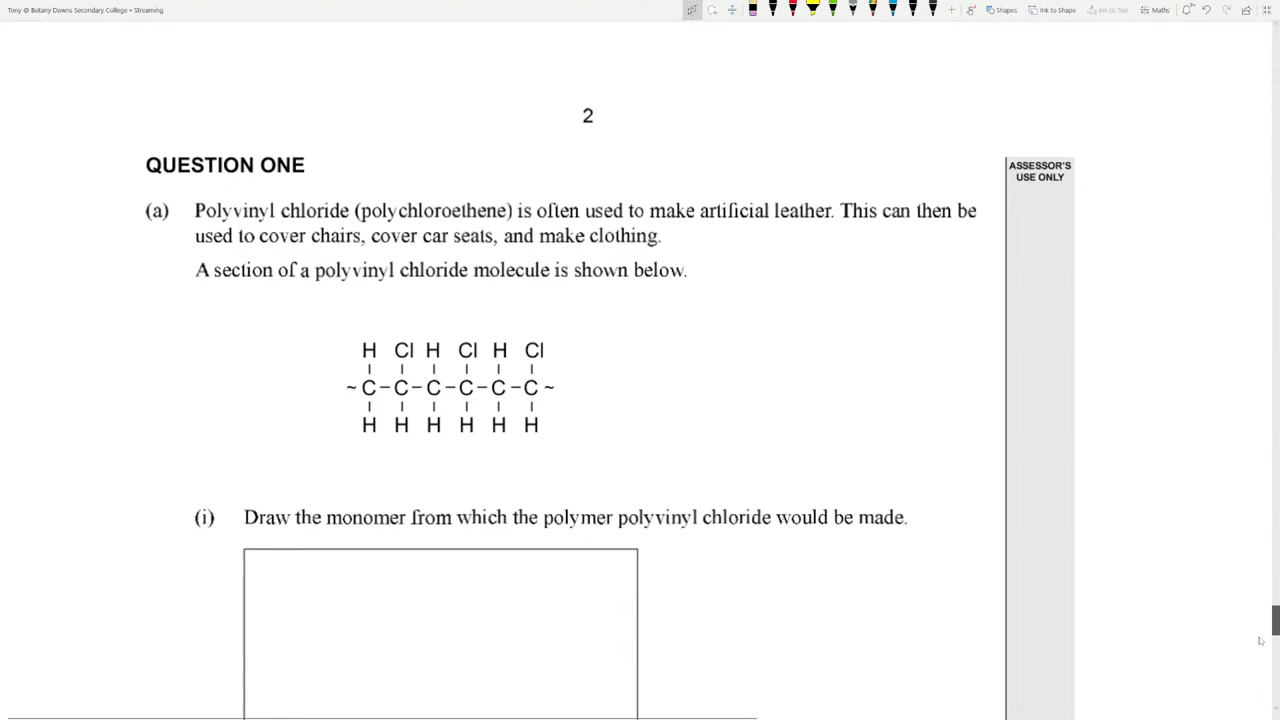 Tony @ Botany Downs Secondary College - Streaming
Shapes
Ink to Shape
Ink to Text
Maths
2
QUESTION ONE
ASSESSOR'S
USE ONLY
(a) Polyvinyl chloride (polychloroethene) is often used to make artificial leather. This can then be
used to cover chairs, cover car seats, and make clothing.
A section of a polyvinyl chloride molecule is shown below.
H Cl H Cl H Cl
~C–C–C–C–C–C~
H H H H H H
(i) Draw the monomer from which the polymer polyvinyl chloride would be made.